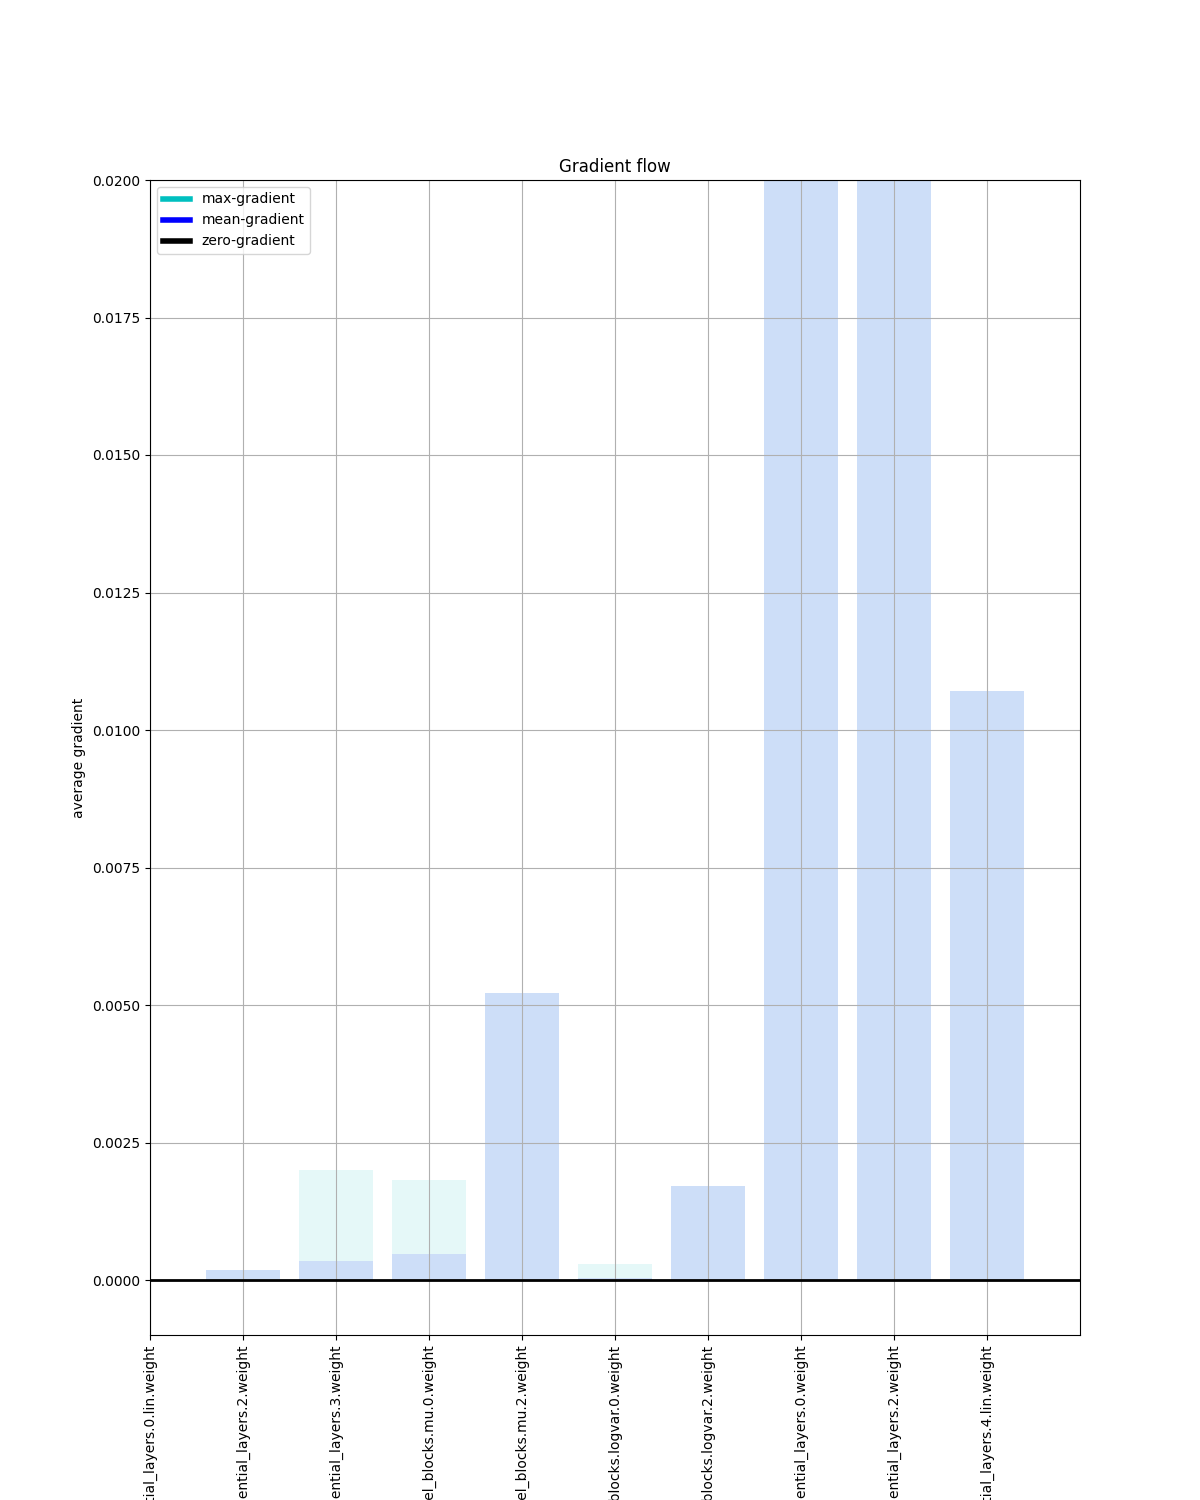 Gradient flow
max-gradient
mean-gradient
zero-gradient
0.0200
0.0175
0.0150
0.0125
0.0100
0.0075
0.0050
0.0025
0.0000
average gradient
tial_layers.0.lin.weight
ential_layers.2.weight
ential_layers.3.weight
el_blocks.mu.0.weight
el_blocks.mu.2.weight
blocks.logvar.0.weight
blocks.logvar.2.weight
ential_layers.0.weight
ential_layers.2.weight
tial_layers.4.lin.weight